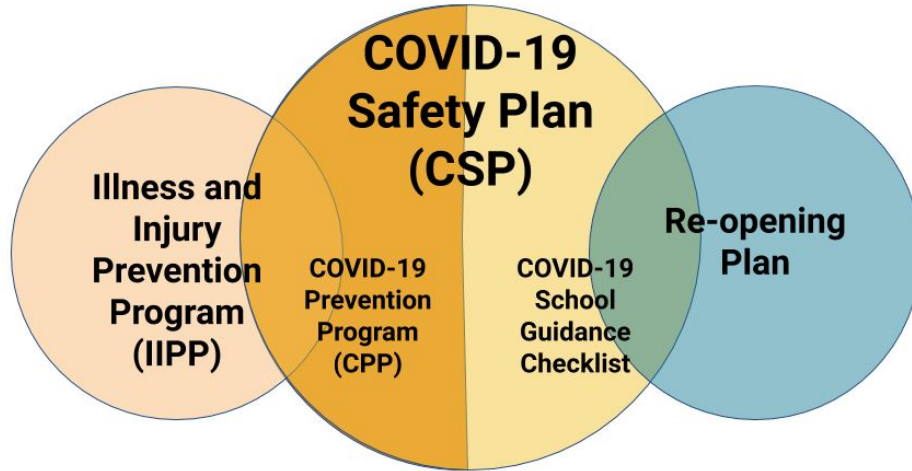 COVID-19
Safety Plan
(CSP)
Illness and
Injury
Prevention
Program
(IIPP)
COVID-19
Prevention
Program
(CPP)
COVID-19
School
Guidance
Checklist
Re-opening
Plan